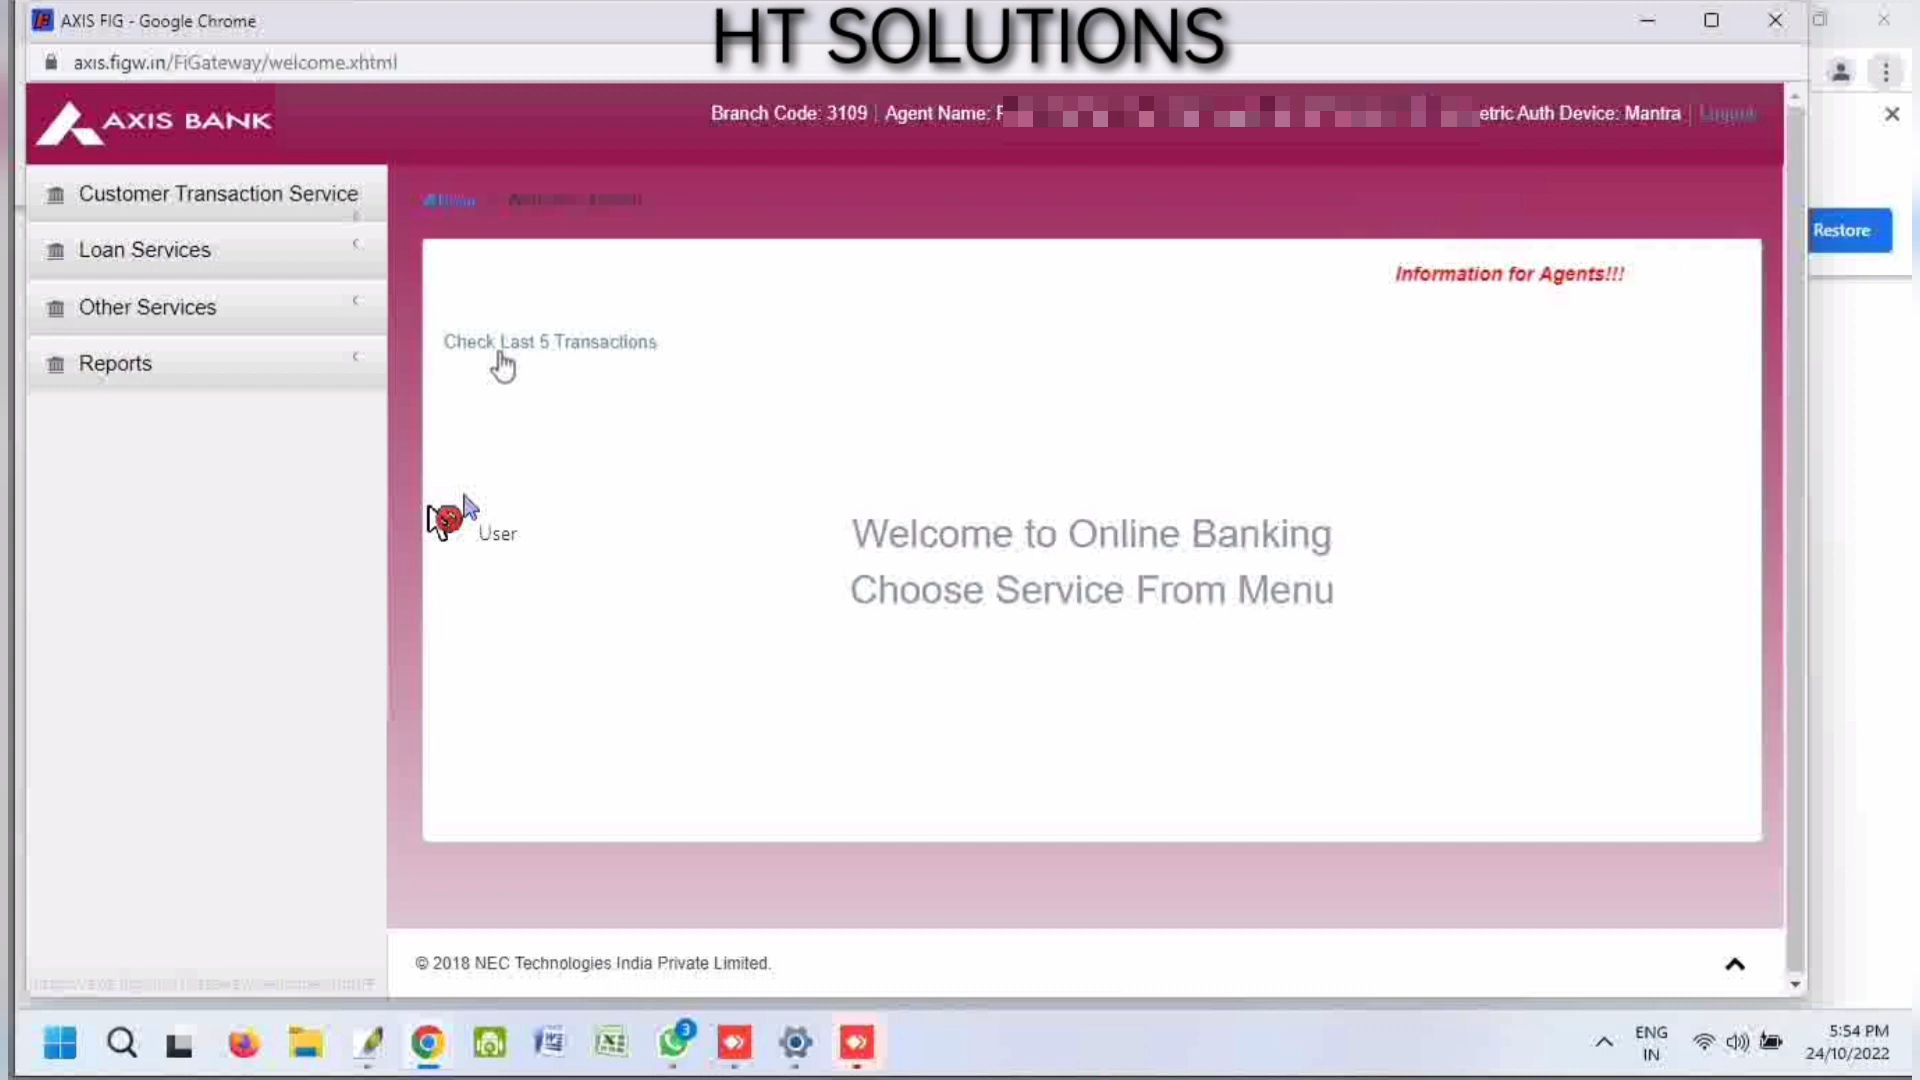 HT SOLUTIONS
AXIS FIG - Google Chrome
axis.figw.in/FiGateway/welcome.xhtml
AXIS BANK
Branch Code: 3109 | Agent Name:
etric Auth Device: Mantra | Logout
Customer Transaction Service
Loan Services
Other Services
Reports
Home
Restore
Information for Agents!!!
Check Last 5 Transactions
User
Welcome to Online Banking
Choose Service From Menu
© 2018 NEC Technologies India Private Limited.
3
ENG
IN
5:54 PM
24/10/2022